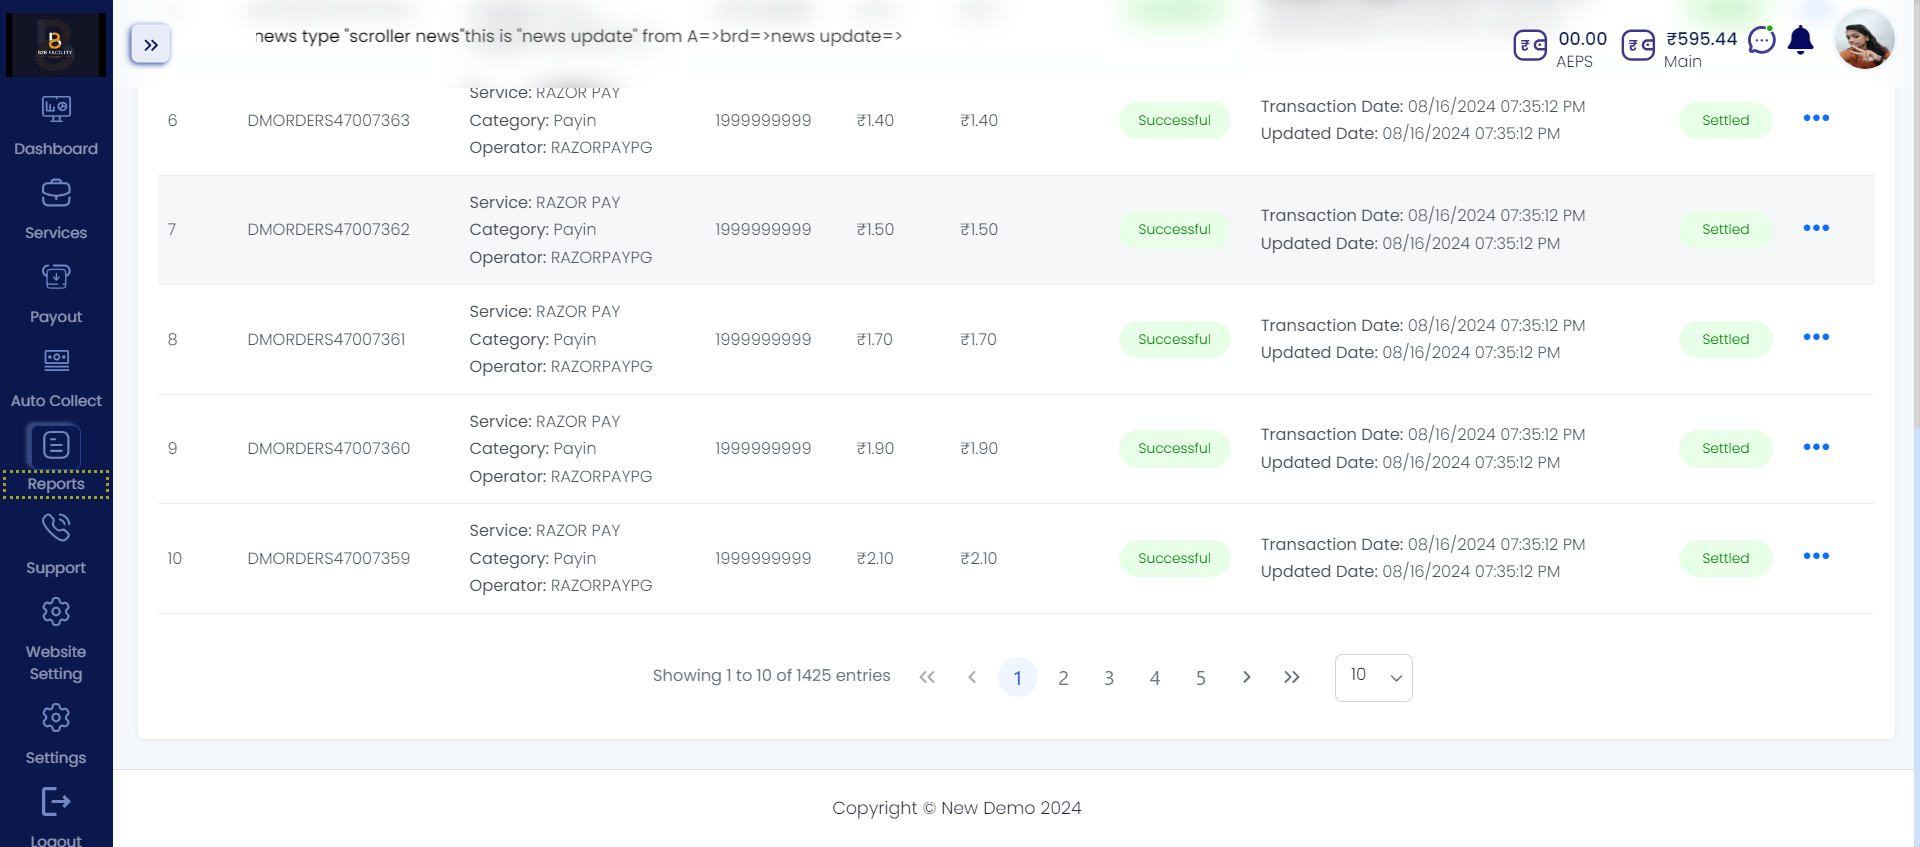 B2B FACILITY
Dashboard
Services
Payout
Auto Collect
Reports
Support
Website
Setting
Settings
Logout
news type "scroller news"this is "news update" from A=>brd=>news update=>
00.00
AEPS
₹595.44
Main
6 DMORDERS47007363 Service: RAZOR PAY
Category: Payin
Operator: RAZORPAYPG
1999999999 ₹1.40 ₹1.40 Successful
Transaction Date: 08/16/2024 07:35:12 PM
Updated Date: 08/16/2024 07:35:12 PM
Settled
7 DMORDERS47007362 Service: RAZOR PAY
Category: Payin
Operator: RAZORPAYPG
1999999999 ₹1.50 ₹1.50 Successful
Transaction Date: 08/16/2024 07:35:12 PM
Updated Date: 08/16/2024 07:35:12 PM
Settled
8 DMORDERS47007361 Service: RAZOR PAY
Category: Payin
Operator: RAZORPAYPG
1999999999 ₹1.70 ₹1.70 Successful
Transaction Date: 08/16/2024 07:35:12 PM
Updated Date: 08/16/2024 07:35:12 PM
Settled
9 DMORDERS47007360 Service: RAZOR PAY
Category: Payin
Operator: RAZORPAYPG
1999999999 ₹1.90 ₹1.90 Successful
Transaction Date: 08/16/2024 07:35:12 PM
Updated Date: 08/16/2024 07:35:12 PM
Settled
10 DMORDERS47007359 Service: RAZOR PAY
Category: Payin
Operator: RAZORPAYPG
1999999999 ₹2.10 ₹2.10 Successful
Transaction Date: 08/16/2024 07:35:12 PM
Updated Date: 08/16/2024 07:35:12 PM
Settled
Showing 1 to 10 of 1425 entries 1 2 3 4 5 10
Copyright © New Demo 2024